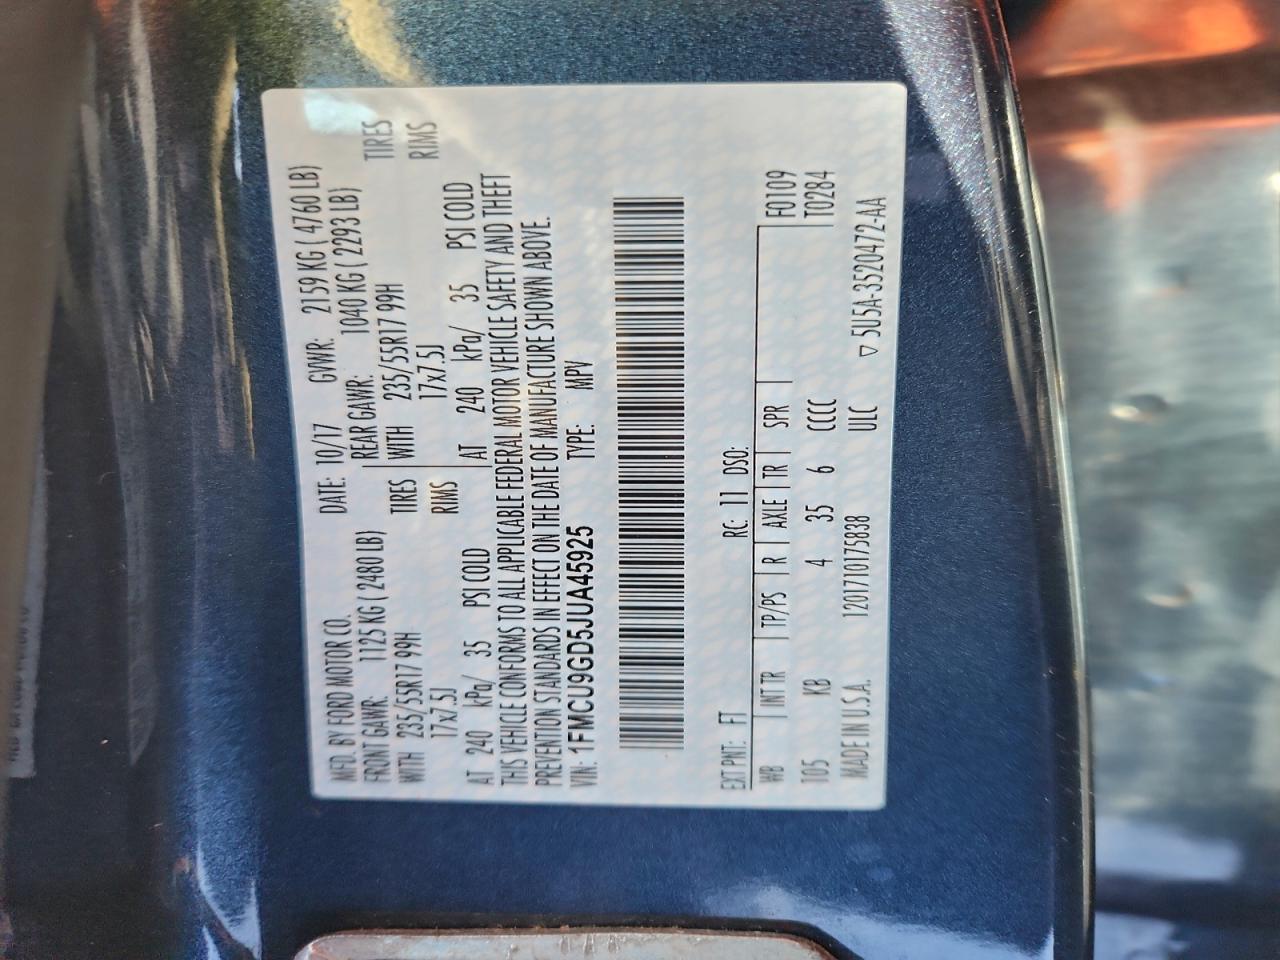 MFD. BY FORD MOTOR CO.
DATE: 10/17 GVWR: 2159 KG ( 4760 LB)
FRONT GAWR: 1125 KG ( 2480 LB) REAR GAWR: 1040 KG ( 2293 LB)
WITH 235/55R17 99H TIRES WITH 235/55R17 99H TIRES
17x7.5J RIMS 17x7.5J RIMS
AT 240 kPa/ 35 PSI COLD AT 240 kPa/ 35 PSI COLD
THIS VEHICLE CONFORMS TO ALL APPLICABLE FEDERAL MOTOR VEHICLE SAFETY AND THEFT
PREVENTION STANDARDS IN EFFECT ON THE DATE OF MANUFACTURE SHOWN ABOVE.
VIN: 1FMCU9GD5JUA45925 TYPE: MPV
EXT PNT: FT RC: 11 DSO: F0109
WB INT TR TP/PS R AXLE TR SPR T0284
105 KB 4 35 6 CCCC
MADE IN U.S.A. 120171017583​8 ULC ▽ 5U5A-3520472-AA